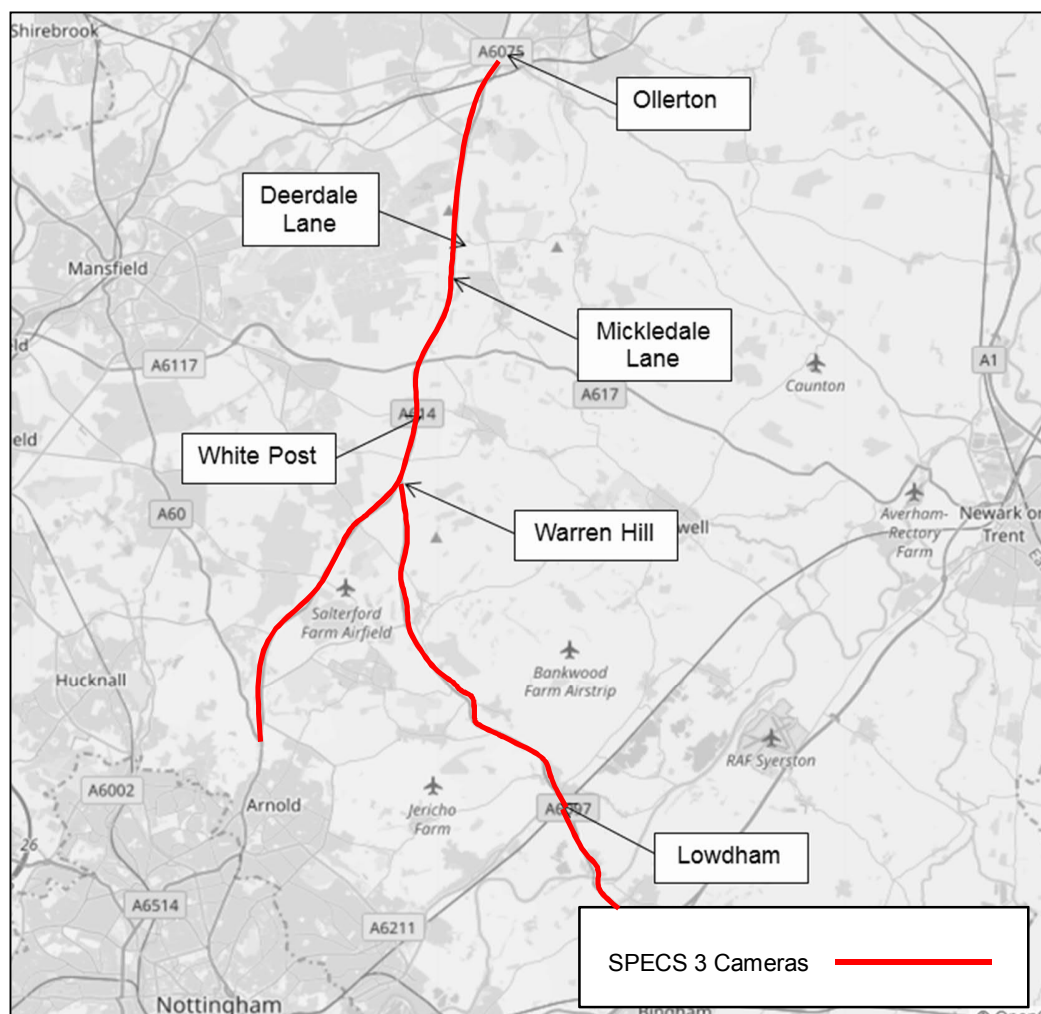 Shirebrook
A6075
Ollerton
Deerdale
Lane
Mansfield
Mickledale
Lane
A6117
A617
Caunton
A1
A614
White Post
A60
Warren Hill
Averham-
Rectory
Farm
Newark on
Trent
Salterford
Farm Airfield
Bankwood
Farm Airstrip
Hucknall
RAF Syerston
A6002
Arnold
Jericho
Farm
26
Lowdham
A6514
A6211
SPECS 3 Cameras
Nottingham